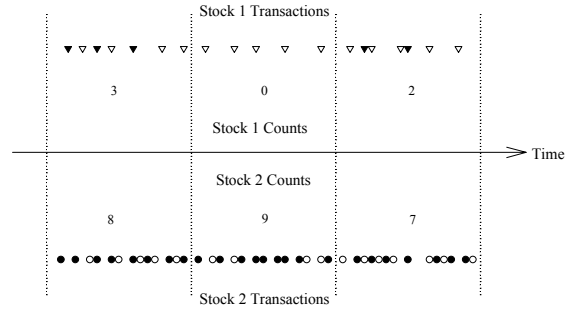 Stock 1 Transactions
3 0 2
Stock 1 Counts
Time
Stock 2 Counts
8 9 7
Stock 2 Transactions